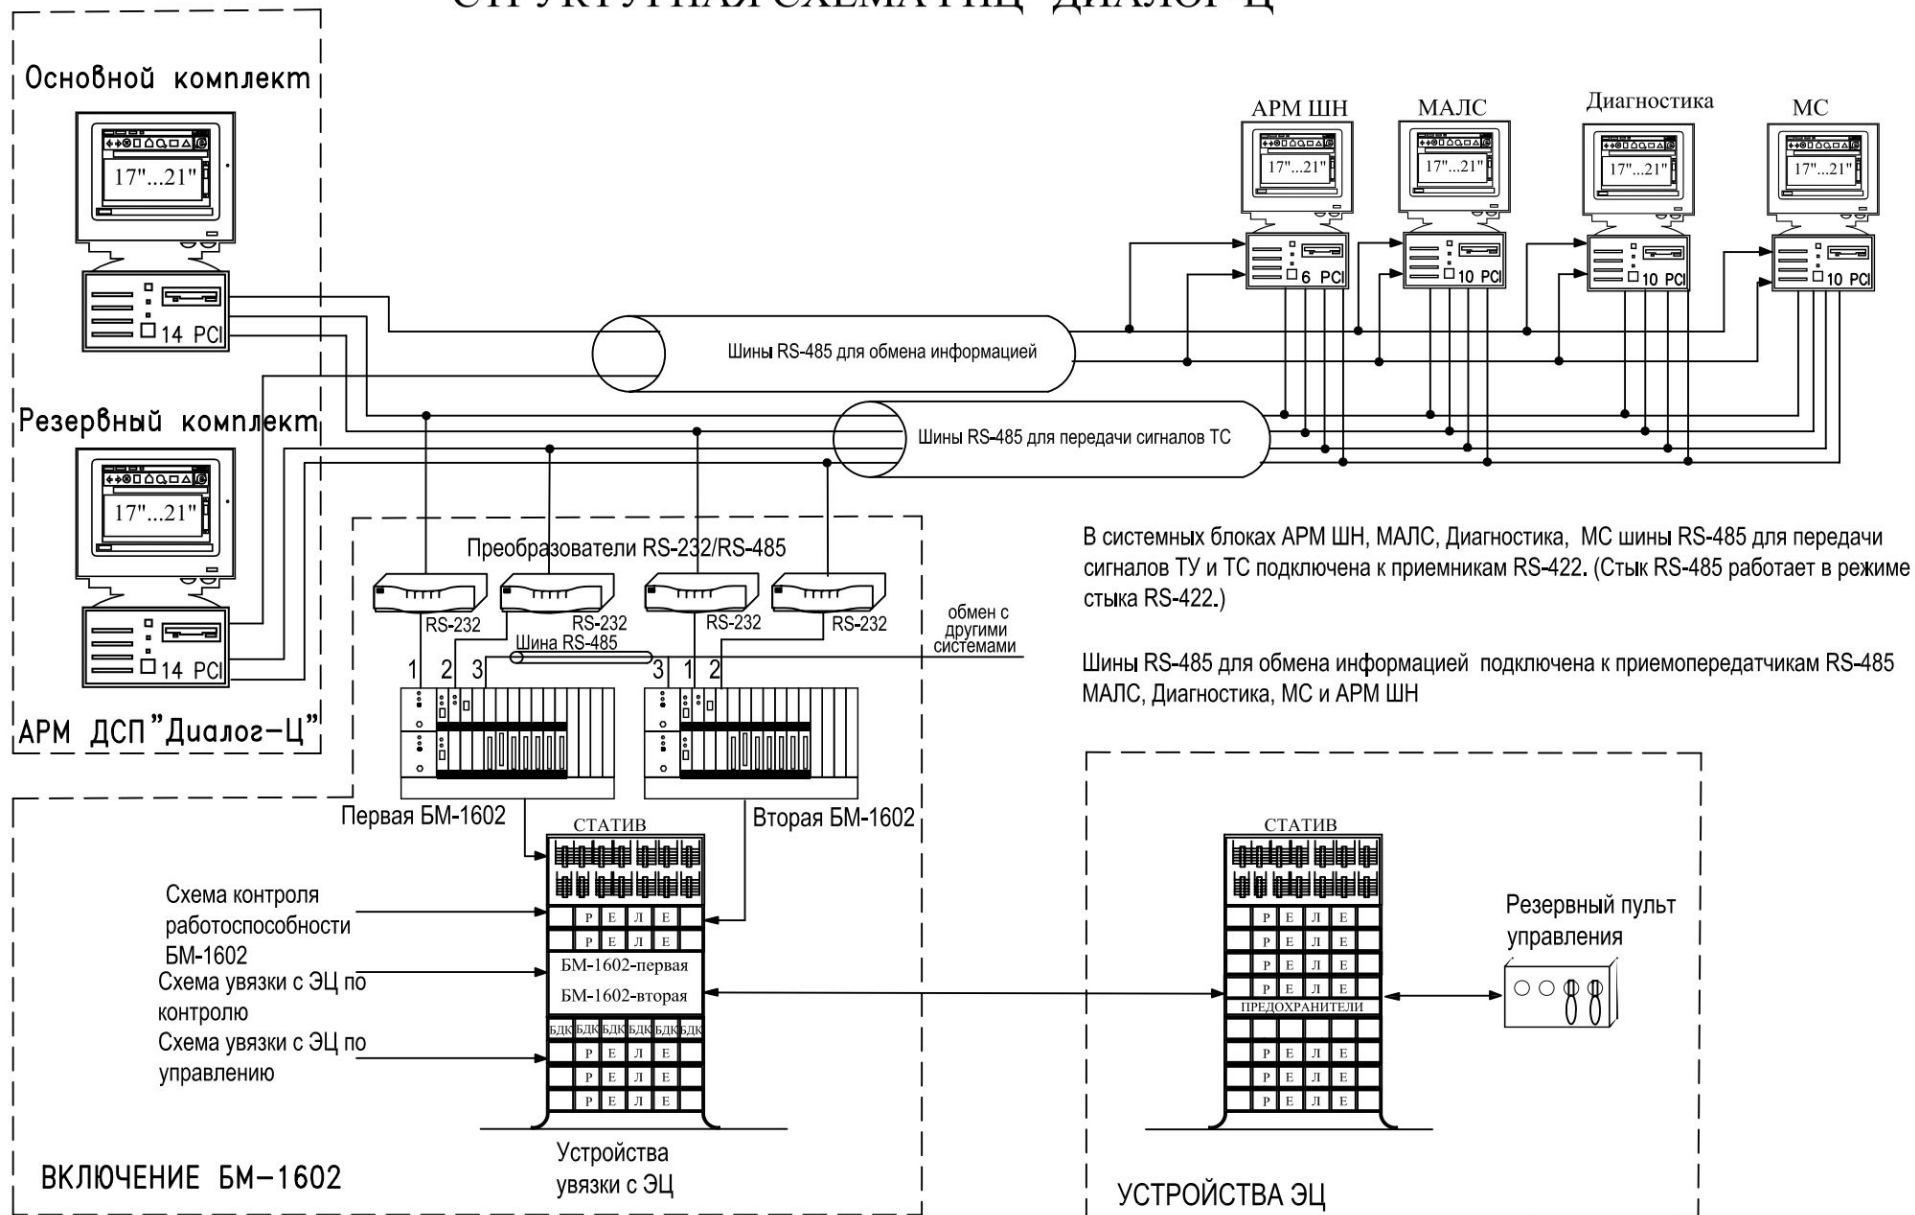 СТРУКТУРНАЯ СХЕМА РПЦ "ДИАЛОГ-Ц"
Основной комплект
17"...21"
14 PCI
Резервный комплект
17"...21"
14 PCI
АРМ ДСП "Диалог-Ц"
АРМ ШН
17"...21"
6 PCI
МАЛС
17"...21"
10 PCI
Диагностика
17"...21"
10 PCI
МС
17"...21"
10 PCI
Шины RS-485 для обмена информацией
Шины RS-485 для передачи сигналов ТС
Преобразователи RS-232/RS-485
RS-232
RS-232
RS-232
RS-232
Шина RS-485
обмен с
другими
системами
1 2 3 3 1 2
Первая БМ-1602
Вторая БМ-1602
В системных блоках АРМ ШН, МАЛС, Диагностика, МС шины RS-485 для передачи
сигналов ТУ и ТС подключена к приемникам RS-422. (Стык RS-485 работает в режиме
стыка RS-422.)
Шины RS-485 для обмена информацией подключена к приемопередатчикам RS-485
МАЛС, Диагностика, МС и АРМ ШН
СТАТИВ
Р Е Л Е
Р Е Л Е
БМ-1602-первая
БМ-1602-вторая
БДК БДК БДК БДК БДК БДК
Р Е Л Е
Р Е Л Е
Р Е Л Е
Схема контроля
работоспособности
БМ-1602
Схема увязки с ЭЦ по
контролю
Схема увязки с ЭЦ по
управлению
Устройства
увязки с ЭЦ
ВКЛЮЧЕНИЕ БМ-1602
СТАТИВ
Р Е Л Е
Р Е Л Е
Р Е Л Е
Р Е Л Е
ПРЕДОХРАНИТЕЛИ
Р Е Л Е
Р Е Л Е
Р Е Л Е
Резервный пульт
управления
УСТРОЙСТВА ЭЦ